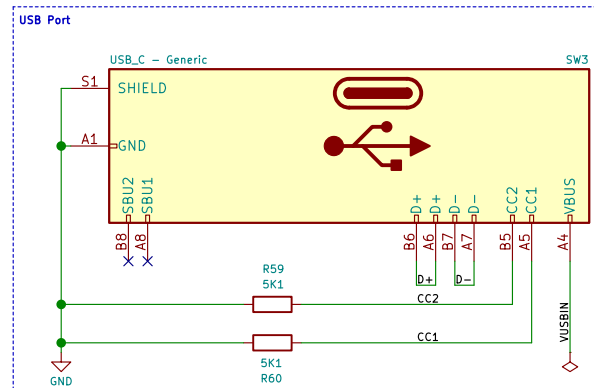 USB Port
USB_C - Generic
SW3
S1
SHIELD
A1
GND
SBU2
SBU1
D+
D+
D-
D-
CC2
CC1
VBUS
B8
A8
B6
A6
B7
A7
B5
A5
A4
D+
D-
R59
5K1
CC2
VUSBIN
CC1
5K1
R60
GND